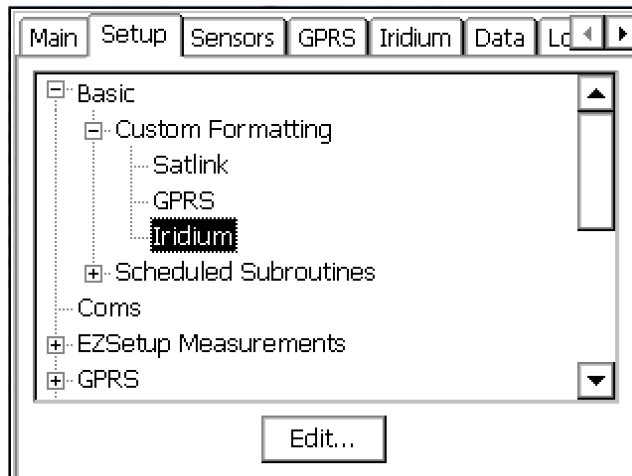 Main Setup Sensors GPRS Iridium Data Lo
Basic
Custom Formatting
Satlink
GPRS
Iridium
Scheduled Subroutines
Coms
EZSetup Measurements
GPRS
Edit...